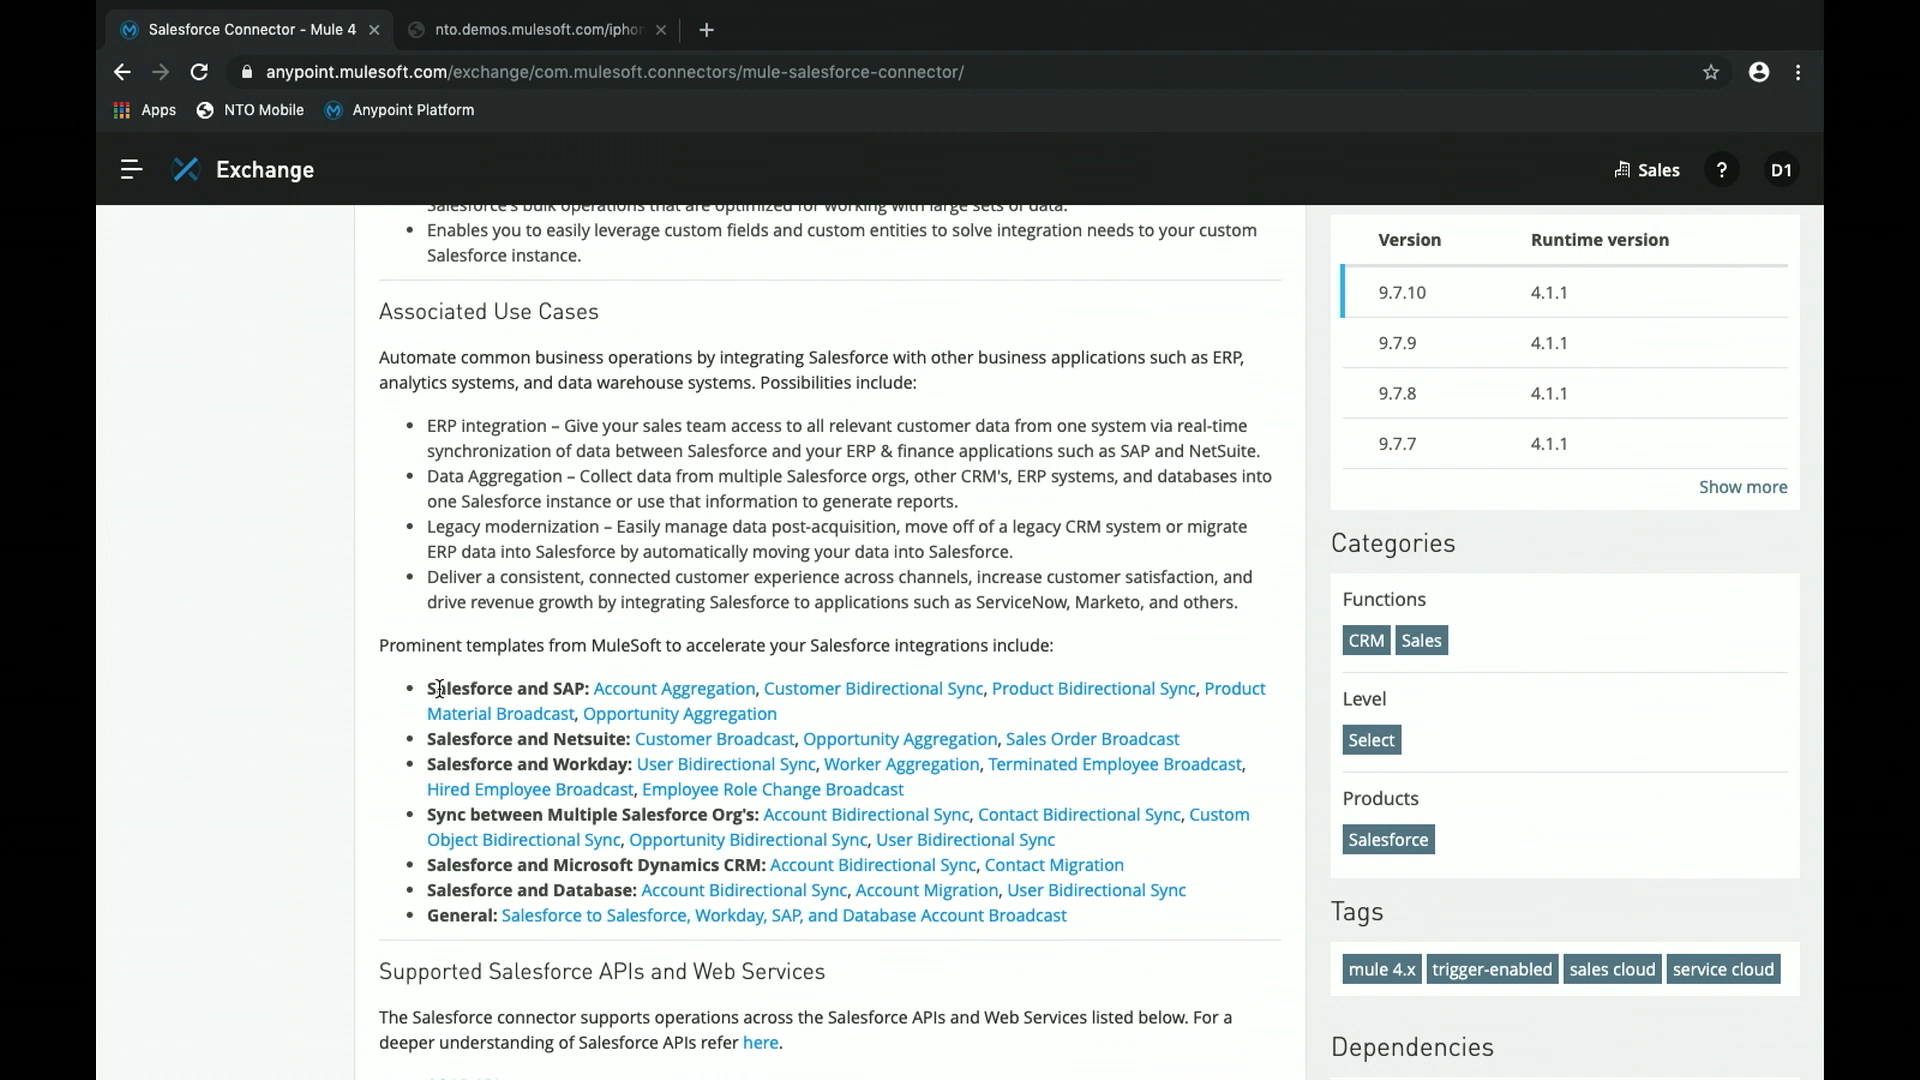 Salesforce Connector - Mule 4
nto.demos.mulesoft.com/ipho
anypoint.mulesoft.com/exchange/com.mulesoft.connectors/mule-salesforce-connector/
Apps
NTO Mobile
Anypoint Platform
Exchange
Sales
?
D1
Salesforce's bulk operations that are optimized for working with large sets of data.
• Enables you to easily leverage custom fields and custom entities to solve integration needs to your custom
Salesforce instance.
Associated Use Cases
Automate common business operations by integrating Salesforce with other business applications such as ERP,
analytics systems, and data warehouse systems. Possibilities include:
• ERP integration – Give your sales team access to all relevant customer data from one system via real-time
synchronization of data between Salesforce and your ERP & finance applications such as SAP and NetSuite.
• Data Aggregation – Collect data from multiple Salesforce orgs, other CRM's, ERP systems, and databases into
one Salesforce instance or use that information to generate reports.
• Legacy modernization – Easily manage data post-acquisition, move off of a legacy CRM system or migrate
ERP data into Salesforce by automatically moving your data into Salesforce.
• Deliver a consistent, connected customer experience across channels, increase customer satisfaction, and
drive revenue growth by integrating Salesforce to applications such as ServiceNow, Marketo, and others.
Prominent templates from MuleSoft to accelerate your Salesforce integrations include:
• Salesforce and SAP: Account Aggregation, Customer Bidirectional Sync, Product Bidirectional Sync, Product
Material Broadcast, Opportunity Aggregation
• Salesforce and Netsuite: Customer Broadcast, Opportunity Aggregation, Sales Order Broadcast
• Salesforce and Workday: User Bidirectional Sync, Worker Aggregation, Terminated Employee Broadcast,
Hired Employee Broadcast, Employee Role Change Broadcast
• Sync between Multiple Salesforce Org's: Account Bidirectional Sync, Contact Bidirectional Sync, Custom
Object Bidirectional Sync, Opportunity Bidirectional Sync, User Bidirectional Sync
• Salesforce and Microsoft Dynamics CRM: Account Bidirectional Sync, Contact Migration
• Salesforce and Database: Account Bidirectional Sync, Account Migration, User Bidirectional Sync
• General: Salesforce to Salesforce, Workday, SAP, and Database Account Broadcast
Supported Salesforce APIs and Web Services
The Salesforce connector supports operations across the Salesforce APIs and Web Services listed below. For a
deeper understanding of Salesforce APIs refer here.
Version Runtime version
9.7.10 4.1.1
9.7.9 4.1.1
9.7.8 4.1.1
9.7.7 4.1.1
Show more
Categories
Functions
CRM Sales
Level
Select
Products
Salesforce
Tags
mule 4.x trigger-enabled sales cloud service cloud
Dependencies